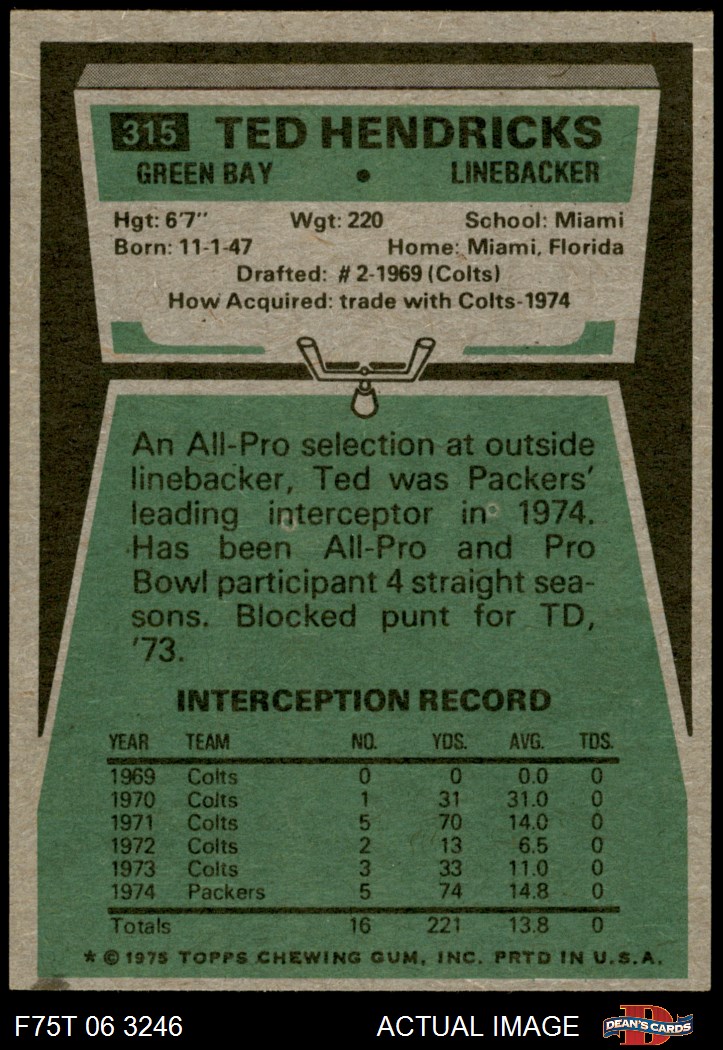 315 TED HENDRICKS
GREEN BAY • LINEBACKER
Hgt: 6'7" Wgt: 220 School: Miami
Born: 11-1-47 Home: Miami, Florida
Drafted: #2-1969 (Colts)
How Acquired: trade with Colts-1974
An All-Pro selection at outside
linebacker, Ted was Packers'
leading interceptor in 1974.
Has been All-Pro and Pro
Bowl participant 4 straight sea-
sons. Blocked punt for TD,
'73.
INTERCEPTION RECORD
YEAR TEAM NO. YDS. AVG. TDS.
1969 Colts 0 0 0.0 0
1970 Colts 1 31 31.0 0
1971 Colts 5 70 14.0 0
1972 Colts 2 13 6.5 0
1973 Colts 3 33 11.0 0
1974 Packers 5 74 14.8 0
Totals 16 221 13.8 0
* © 1975 TOPPS CHEWING GUM, INC. PRTD IN U.S.A.
F75T 06 3246 ACTUAL IMAGE D DEAN'S CARDS